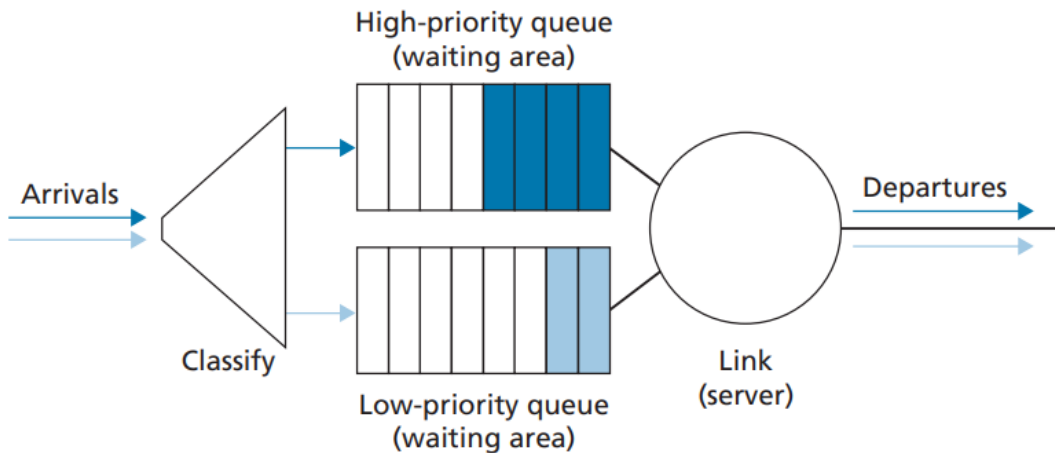 High-priority queue
(waiting area)
Arrivals
Departures
Classify
Link
(server)
Low-priority queue
(waiting area)